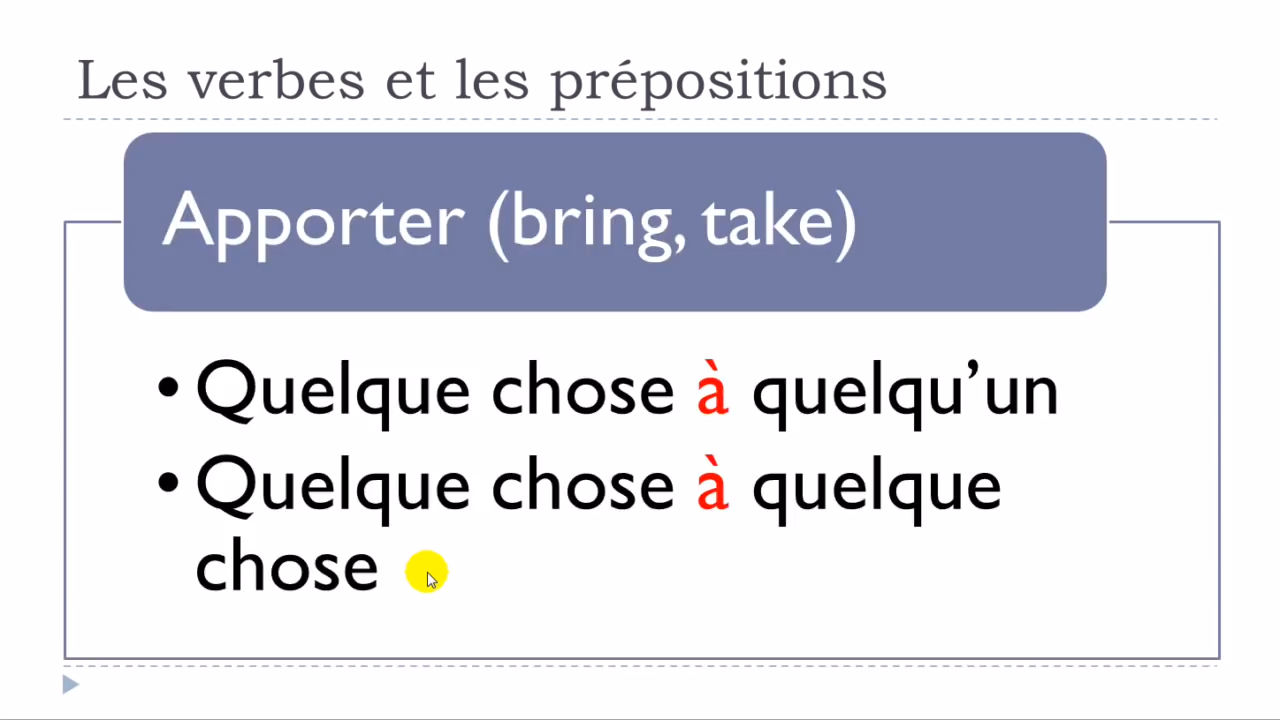 Les verbes et les prépositions
Apporter (bring, take)
• Quelque chose à quelqu’un
• Quelque chose à quelque
chose